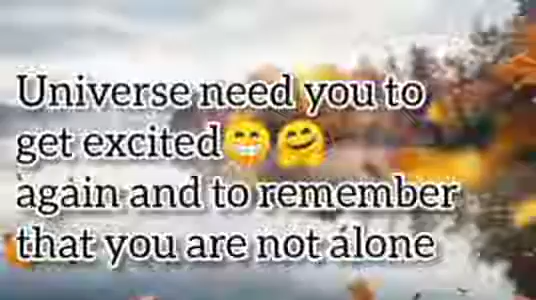 Universe need you to
get excited😁🤗
again and to remember
that you are not alone